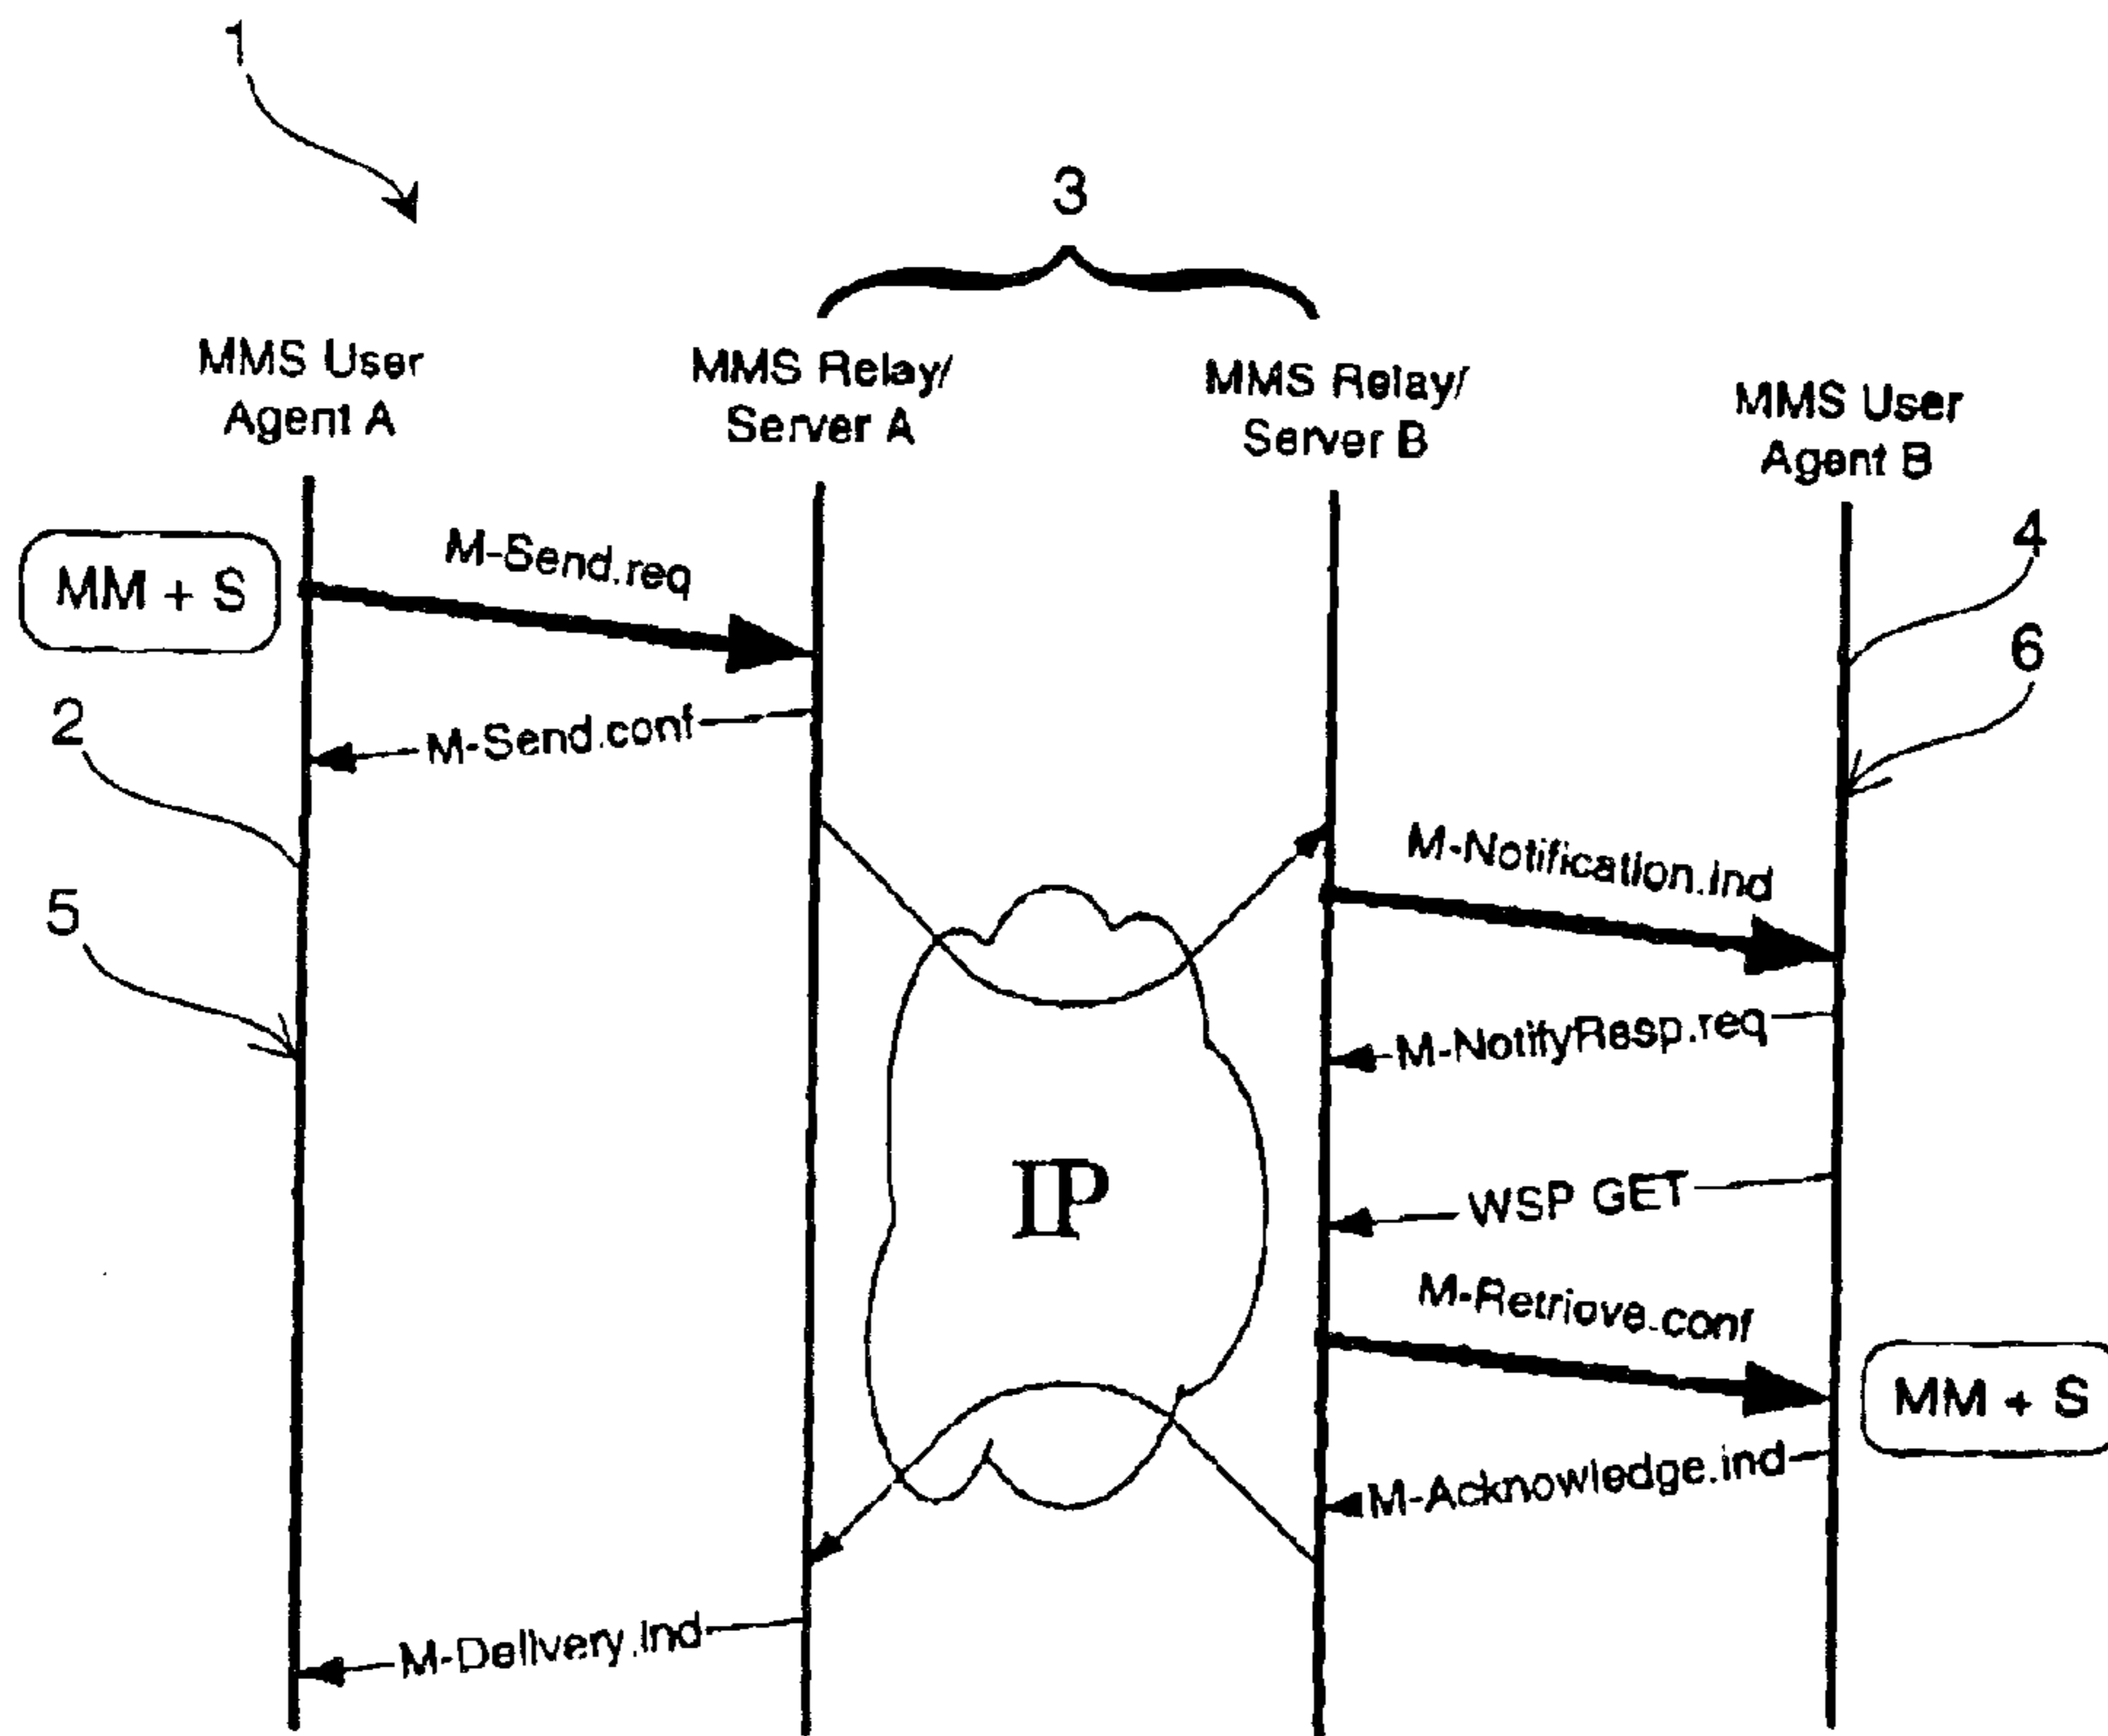 1
3
MMS User
Agent A
MMS Relay/
Server A
MMS Relay/
Server B
MMS User
Agent B
4
MM + S
M-Send.req
6
2
M-Send.conf
M-Notification.ind
5
M-NotifyResp.req
IP
WSP GET
M-Retrieve.conf
MM + S
M-Acknowledge.ind
M-Delivery.ind